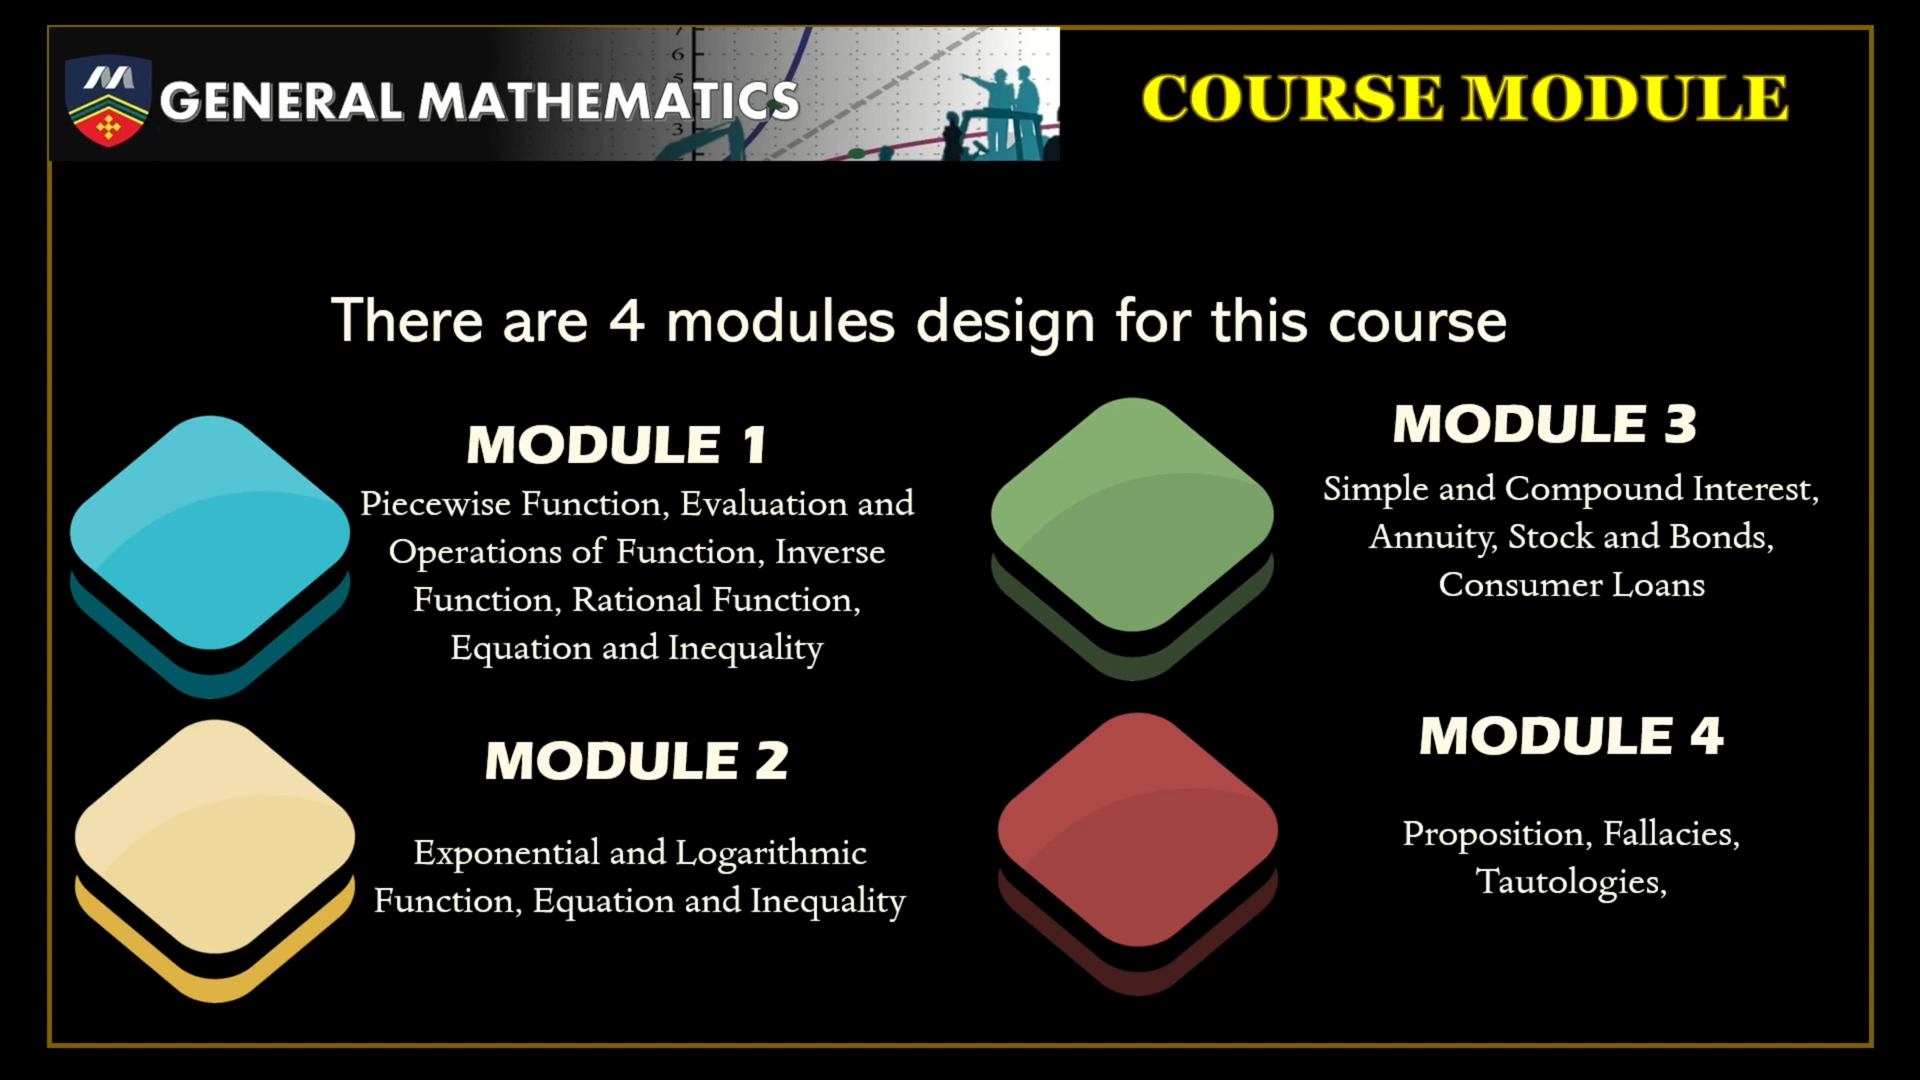 GENERAL MATHEMATICS
COURSE MODULE
There are 4 modules design for this course
MODULE 1
Piecewise Function, Evaluation and
Operations of Function, Inverse
Function, Rational Function,
Equation and Inequality
MODULE 2
Exponential and Logarithmic
Function, Equation and Inequality
MODULE 3
Simple and Compound Interest,
Annuity, Stock and Bonds,
Consumer Loans
MODULE 4
Proposition, Fallacies,
Tautologies,